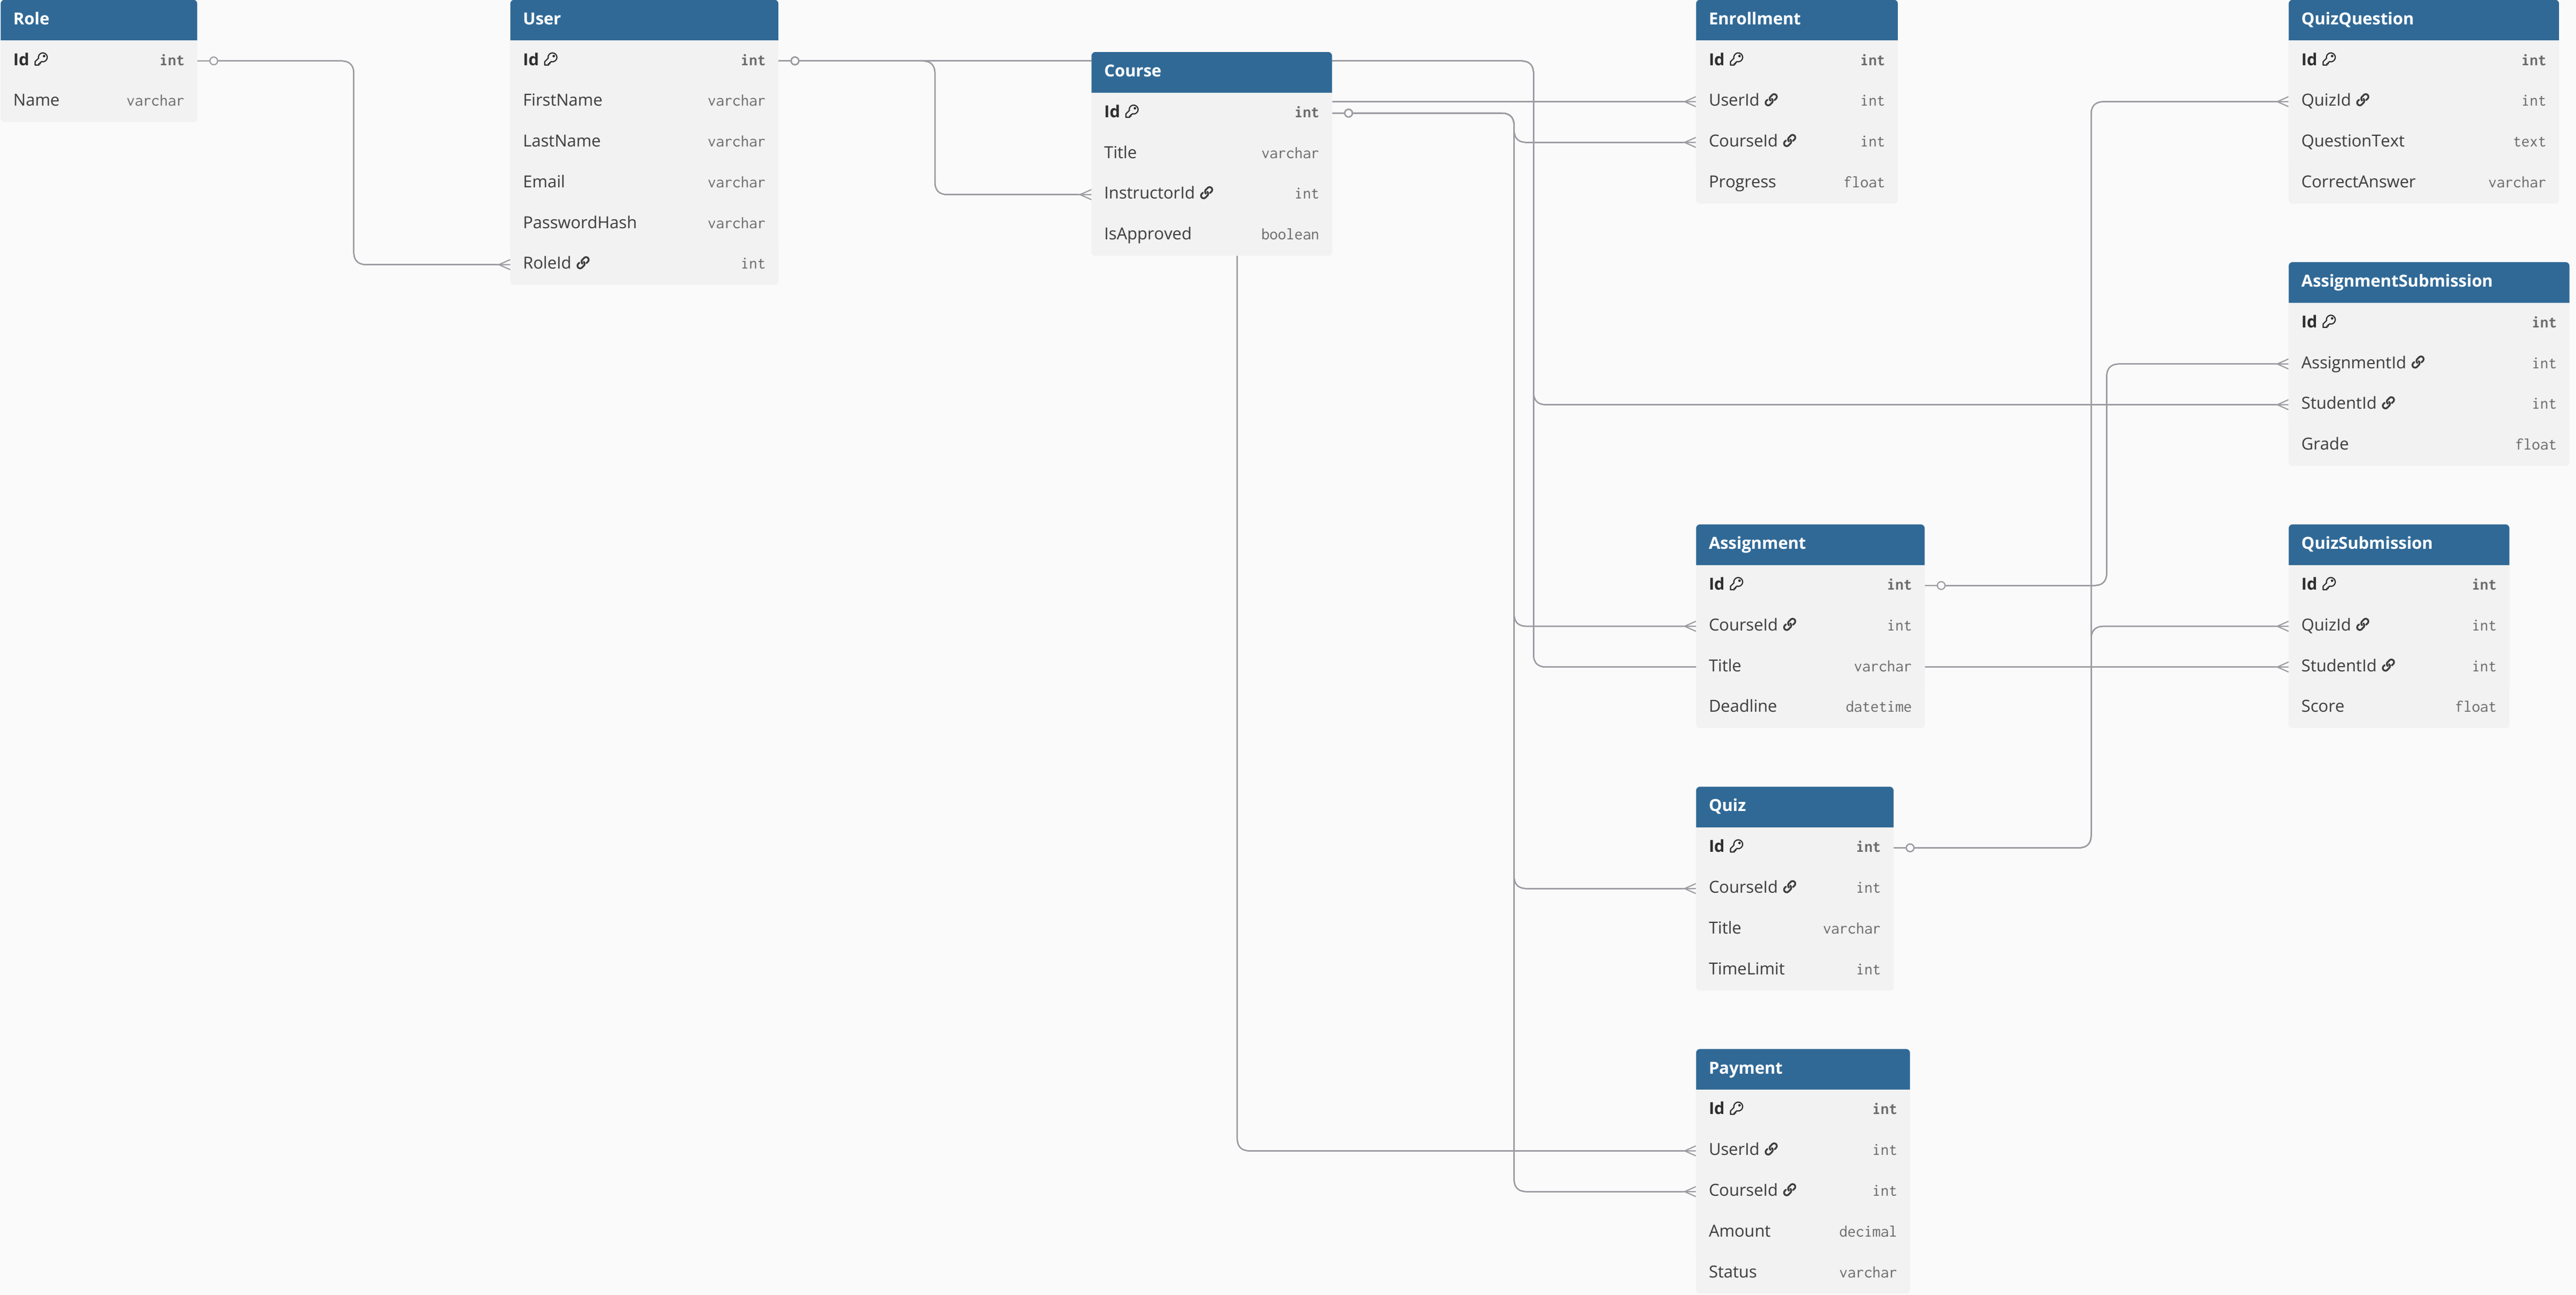 Role
Id int
Name varchar
User
Id int
FirstName varchar
LastName varchar
Email varchar
PasswordHash varchar
RoleId int
Course
Id int
Title varchar
InstructorId int
IsApproved boolean
Enrollment
Id int
UserId int
CourseId int
Progress float
QuizQuestion
Id int
QuizId int
QuestionText text
CorrectAnswer varchar
AssignmentSubmission
Id int
AssignmentId int
StudentId int
Grade float
Assignment
Id int
CourseId int
Title varchar
Deadline datetime
QuizSubmission
Id int
QuizId int
StudentId int
Score float
Quiz
Id int
CourseId int
Title varchar
TimeLimit int
Payment
Id int
UserId int
CourseId int
Amount decimal
Status varchar